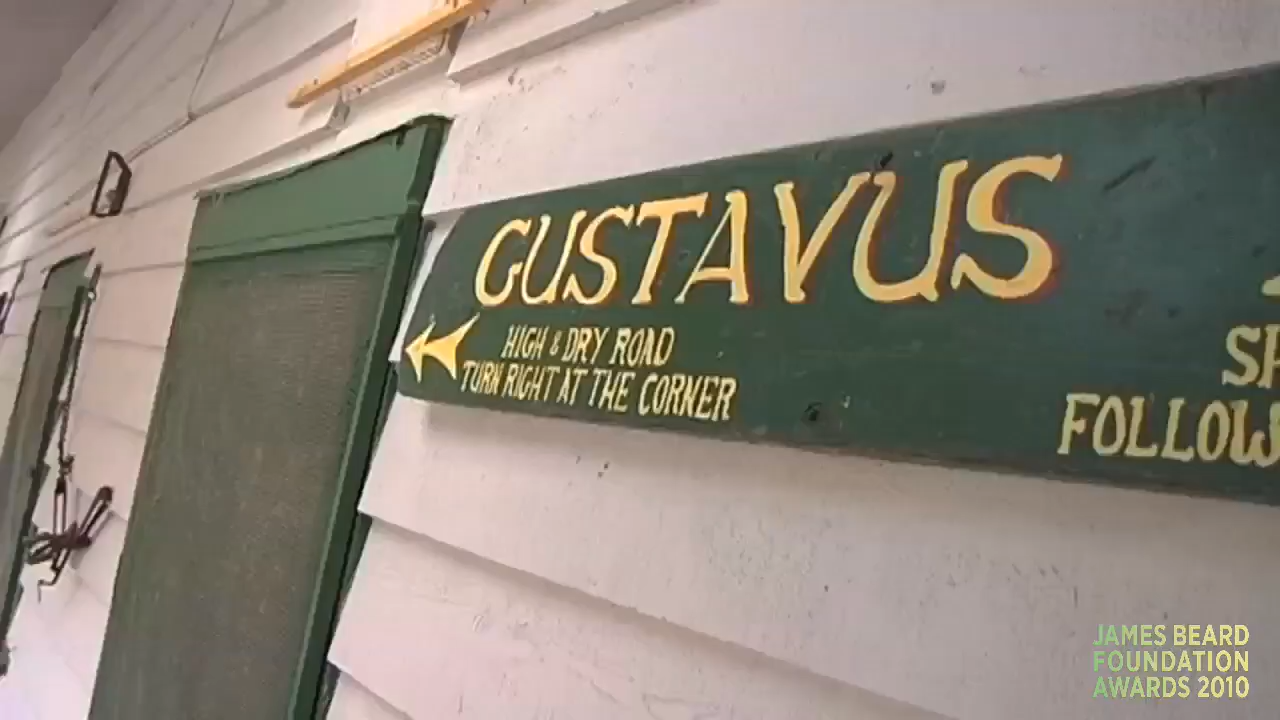 GUSTAVUS
HIGH & DRY ROAD
TURN RIGHT AT THE CORNER
FOLLOW
JAMES BEARD
FOUNDATION
AWARDS 2010